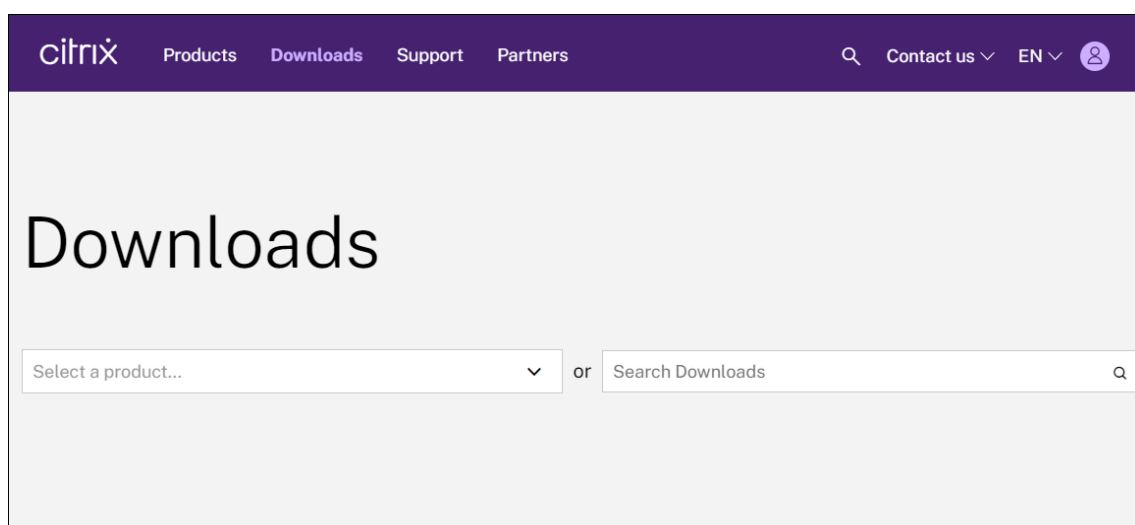 citrix Products Downloads Support Partners Contact us EN
Downloads
Select a product... or Search Downloads